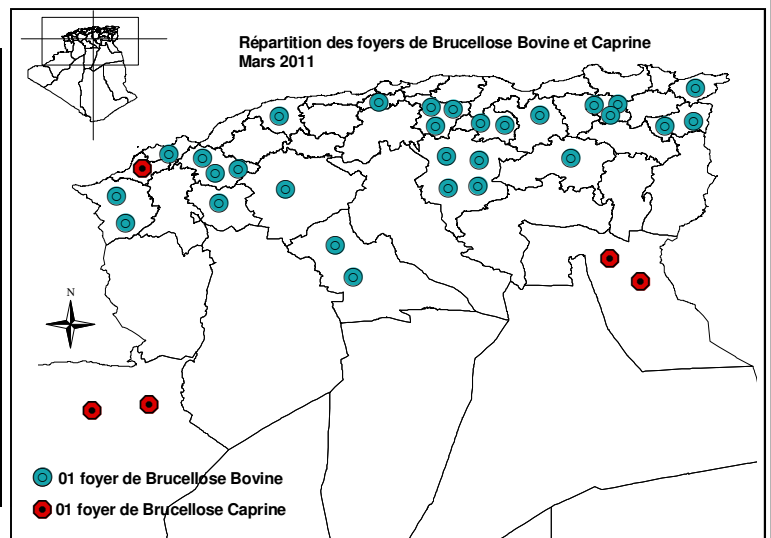 Répartition des foyers de Brucellose Bovine et Caprine
Mars 2011
N
01 foyer de Brucellose Bovine
01 foyer de Brucellose Caprine